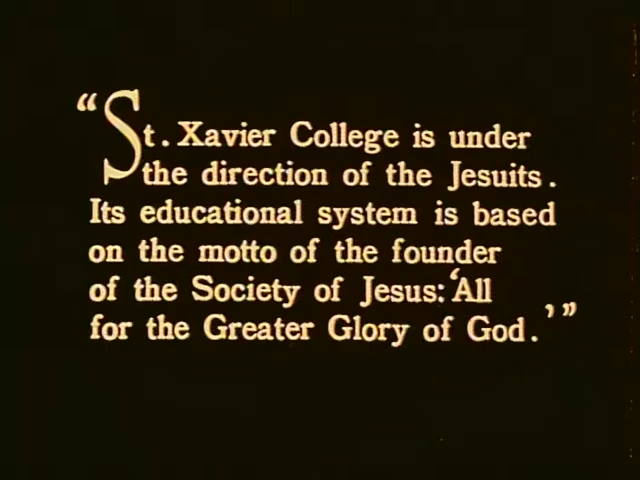 “St. Xavier College is under
the direction of the Jesuits.
Its educational system is based
on the motto of the founder
of the Society of Jesus: ‘All
for the Greater Glory of God.’”